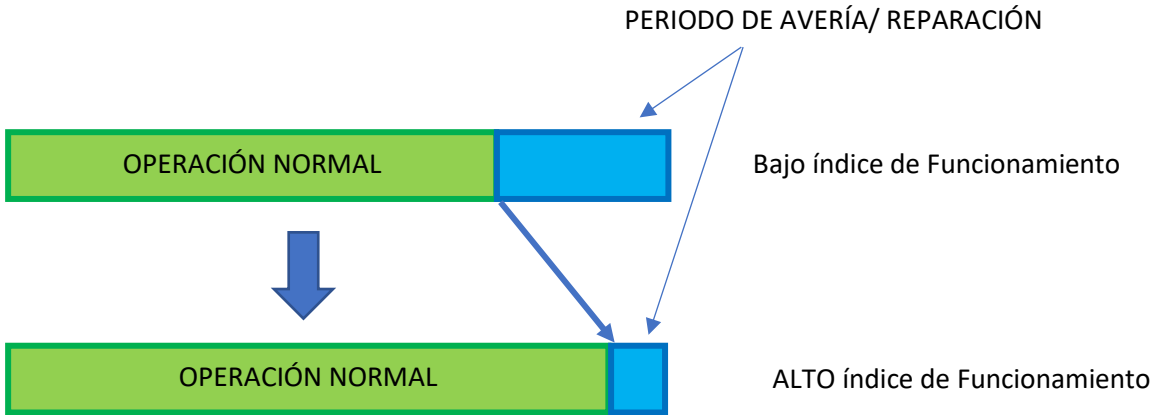 PERIODO DE AVERÍA/ REPARACIÓN
OPERACIÓN NORMAL
Bajo índice de Funcionamiento
OPERACIÓN NORMAL
ALTO índice de Funcionamiento